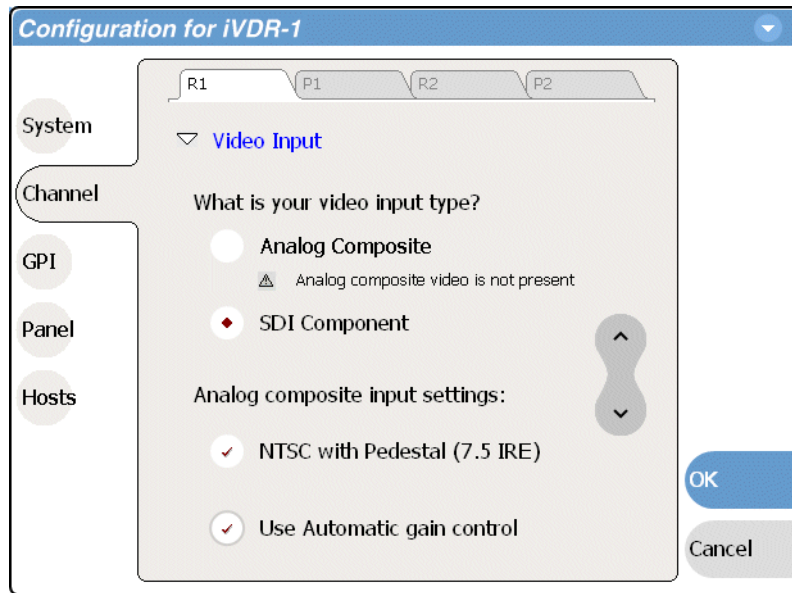 Configuration for iVDR-1
R1 P1 R2 P2
System
Channel
GPI
Panel
Hosts
Video Input
What is your video input type?
Analog Composite
Analog composite video is not present
SDI Component
Analog composite input settings:
NTSC with Pedestal (7.5 IRE)
Use Automatic gain control
OK
Cancel